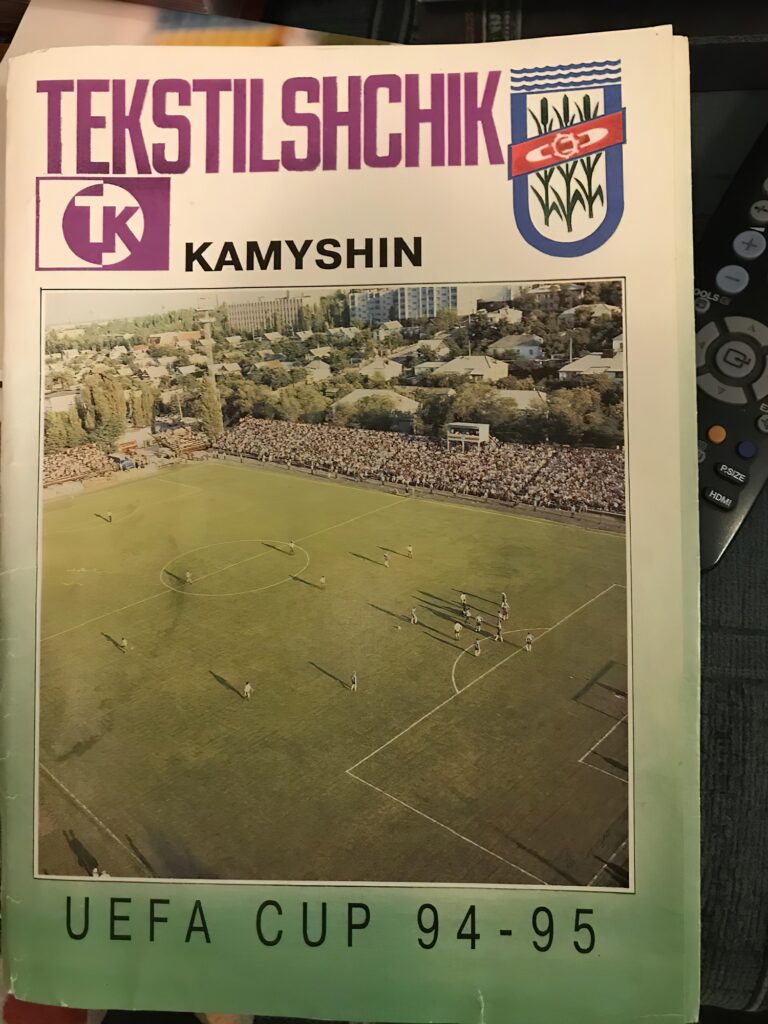 TEKSTILSHCHIK
TK
KAMYSHIN
UEFA CUP 94-95
P.SIZE
HDMI